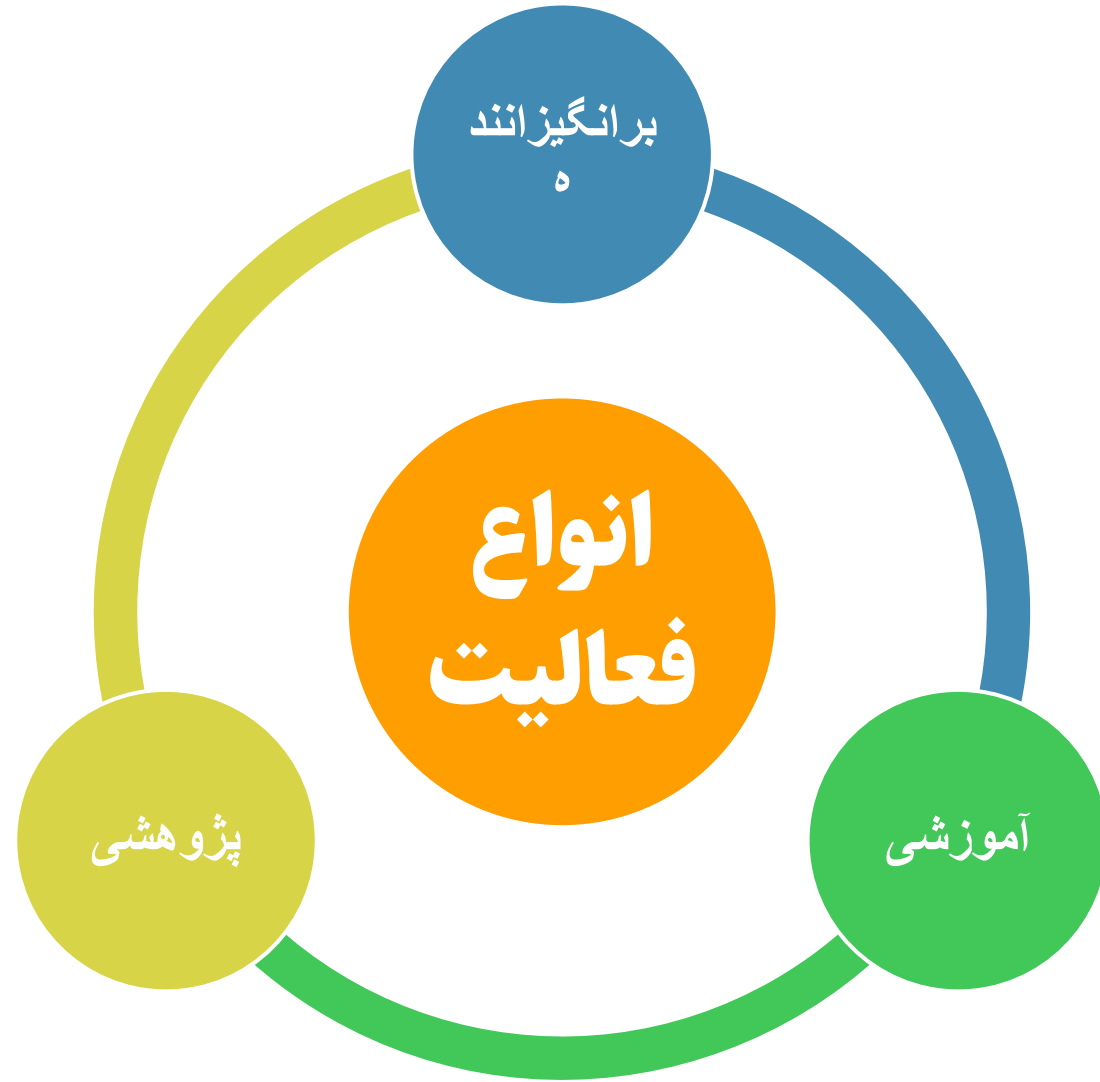 برانگیزانند
ه
انواع
فعالیت
پژوهشی
آموزشی